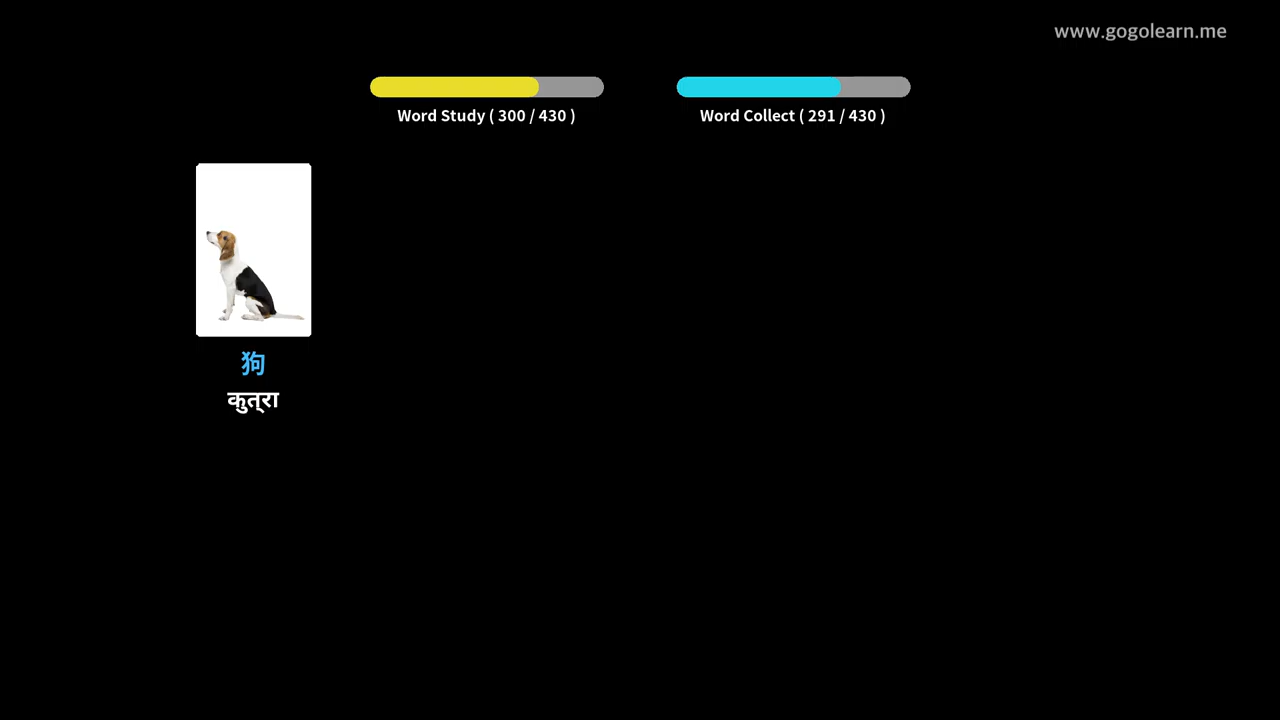 www.gogolearn.me
Word Study ( 300 / 430 )
Word Collect ( 291 / 430 )
狗
कुत्रा